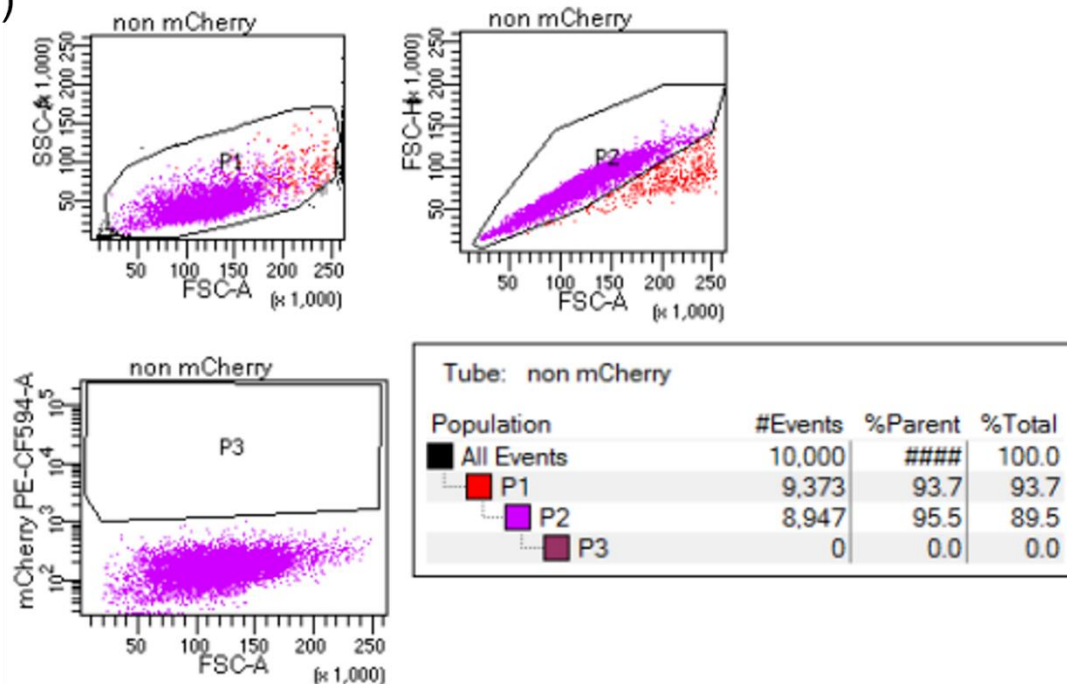 )
non mCherry
SSC-A (x 1,000)
50 100 150 200 250
P1
50 100 150 200 250
FSC-A
(x 1,000)
non mCherry
FSC-H (x 1,000)
50 100 150 200 250
P2
50 100 150 200 250
FSC-A
(x 1,000)
non mCherry
mCherry PE-CF594-A
10² 10³ 10⁴ 10⁵
P3
50 100 150 200 250
FSC-A
(x 1,000)
Tube: non mCherry
Population #Events %Parent %Total
All Events 10,000 #### 100.0
P1 9,373 93.7 93.7
P2 8,947 95.5 89.5
P3 0 0.0 0.0